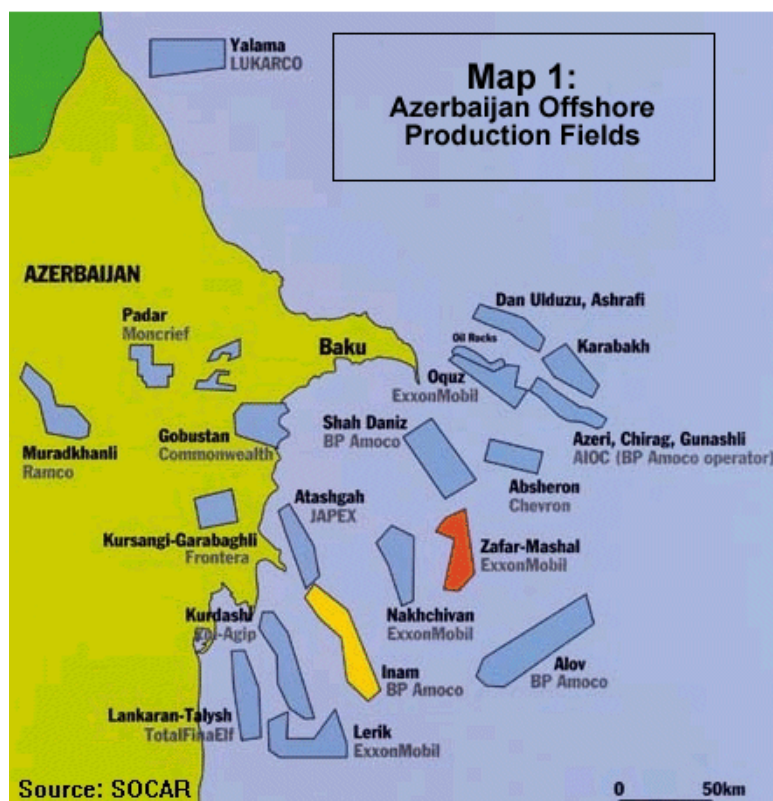 Yalama
LUKARCO
Map 1:
Azerbaijan Offshore
Production Fields
AZERBAIJAN
Padar
Moncrief
Baku
Dan Ulduzu, Ashrafi
Oil Rocks
Karabakh
Oquz
ExxonMobil
Muradkhanli
Ramco
Gobustan
Commonwealth
Shah Daniz
BP Amoco
Azeri, Chirag, Gunashli
AIOC (BP Amoco operator)
Absheron
Chevron
Atashgah
JAPEX
Kursangi-Garabaghli
Frontera
Zafar-Mashal
ExxonMobil
Kurdashi
Eni-Agip
Nakhchivan
ExxonMobil
Inam
BP Amoco
Alov
BP Amoco
Lankaran-Talysh
TotalFinaElf
Lerik
ExxonMobil
Source: SOCAR
0 50km